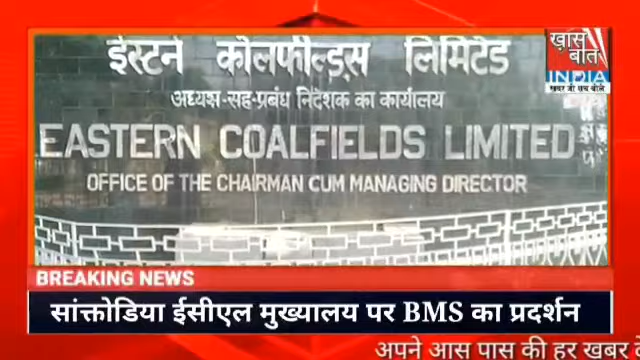 ईस्टर्न कोलफील्ड्स लिमिटेड
अध्यक्ष-सह-प्रबंध निदेशक का कार्यालय
EASTERN COALFIELDS LIMITED
OFFICE OF THE CHAIRMAN CUM MANAGING DIRECTOR
ख़ास
बात
INDIA
खबर जो सच बोले
BREAKING NEWS
सांक्तोडिया ईसीएल मुख्यालय पर BMS का प्रदर्शन
अपने आस पास की हर खबर